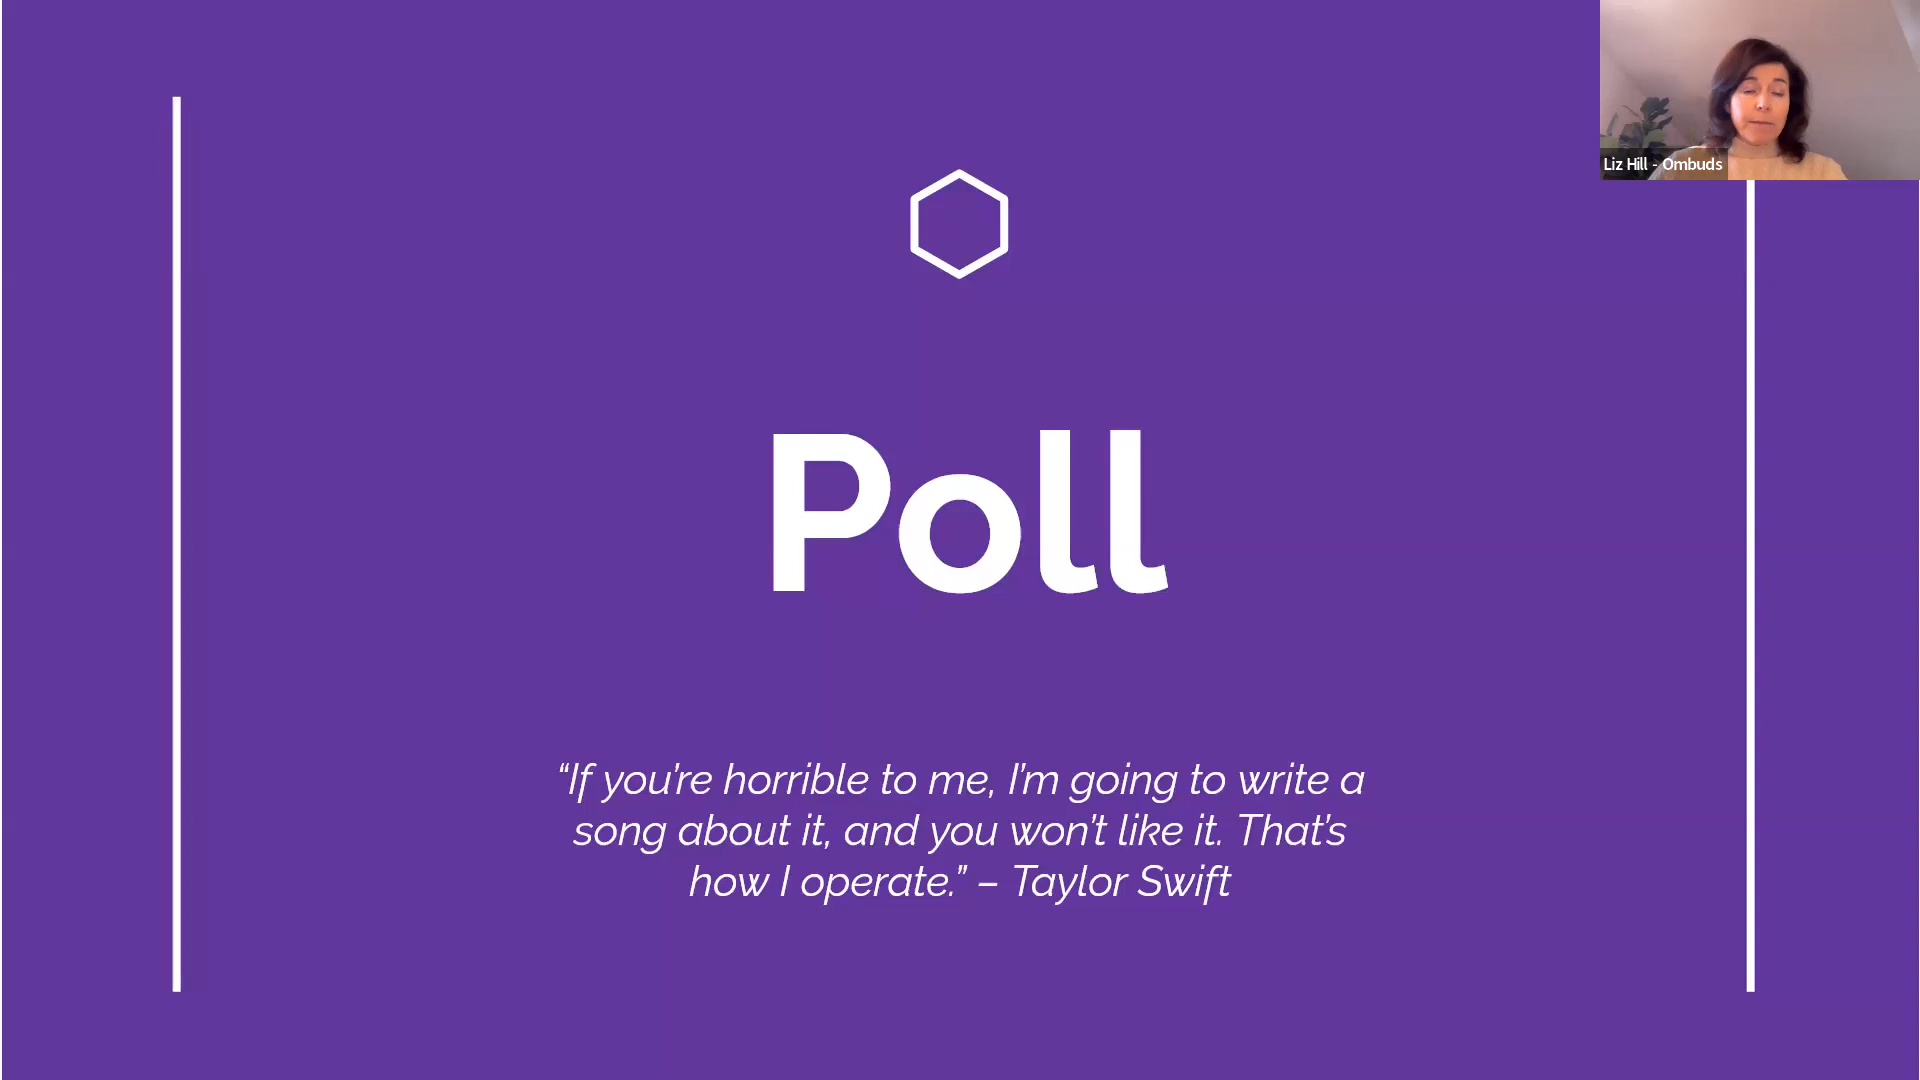 Liz Hill - Ombuds
Poll
“If you’re horrible to me, I’m going to write a
song about it, and you won’t like it. That’s
how I operate.” – Taylor Swift